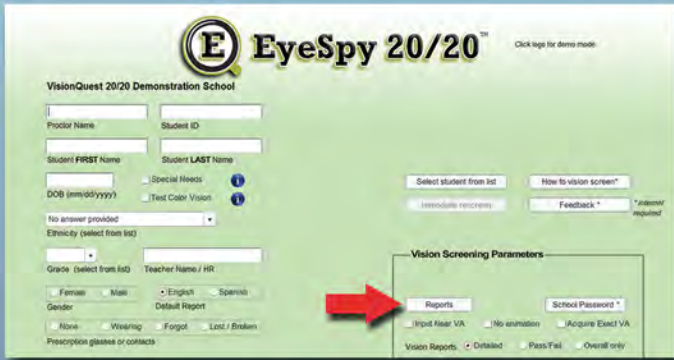 E EyeSpy 20/20™
Click logo for demo mode
VisionQuest 20/20 Demonstration School
Proctor Name Student ID
Student FIRST Name Student LAST Name
Special Needs i
Test Color Vision i
DOB (mm/dd/yyyy)
No answer provided
Ethnicity (select from list)
Grade (select from list) Teacher Name / HR
Female Male English Spanish
Gender Default Report
None Wearing Forgot Lost / Broken
Prescription glasses or contacts
Select student from list How to vision screen*
Immediate rescreen Feedback * *Internet
required
Vision Screening Parameters
Reports School Password *
Input Near VA No animation Acquire Exact VA
Vision Reports Detailed Pass/Fail Overall only